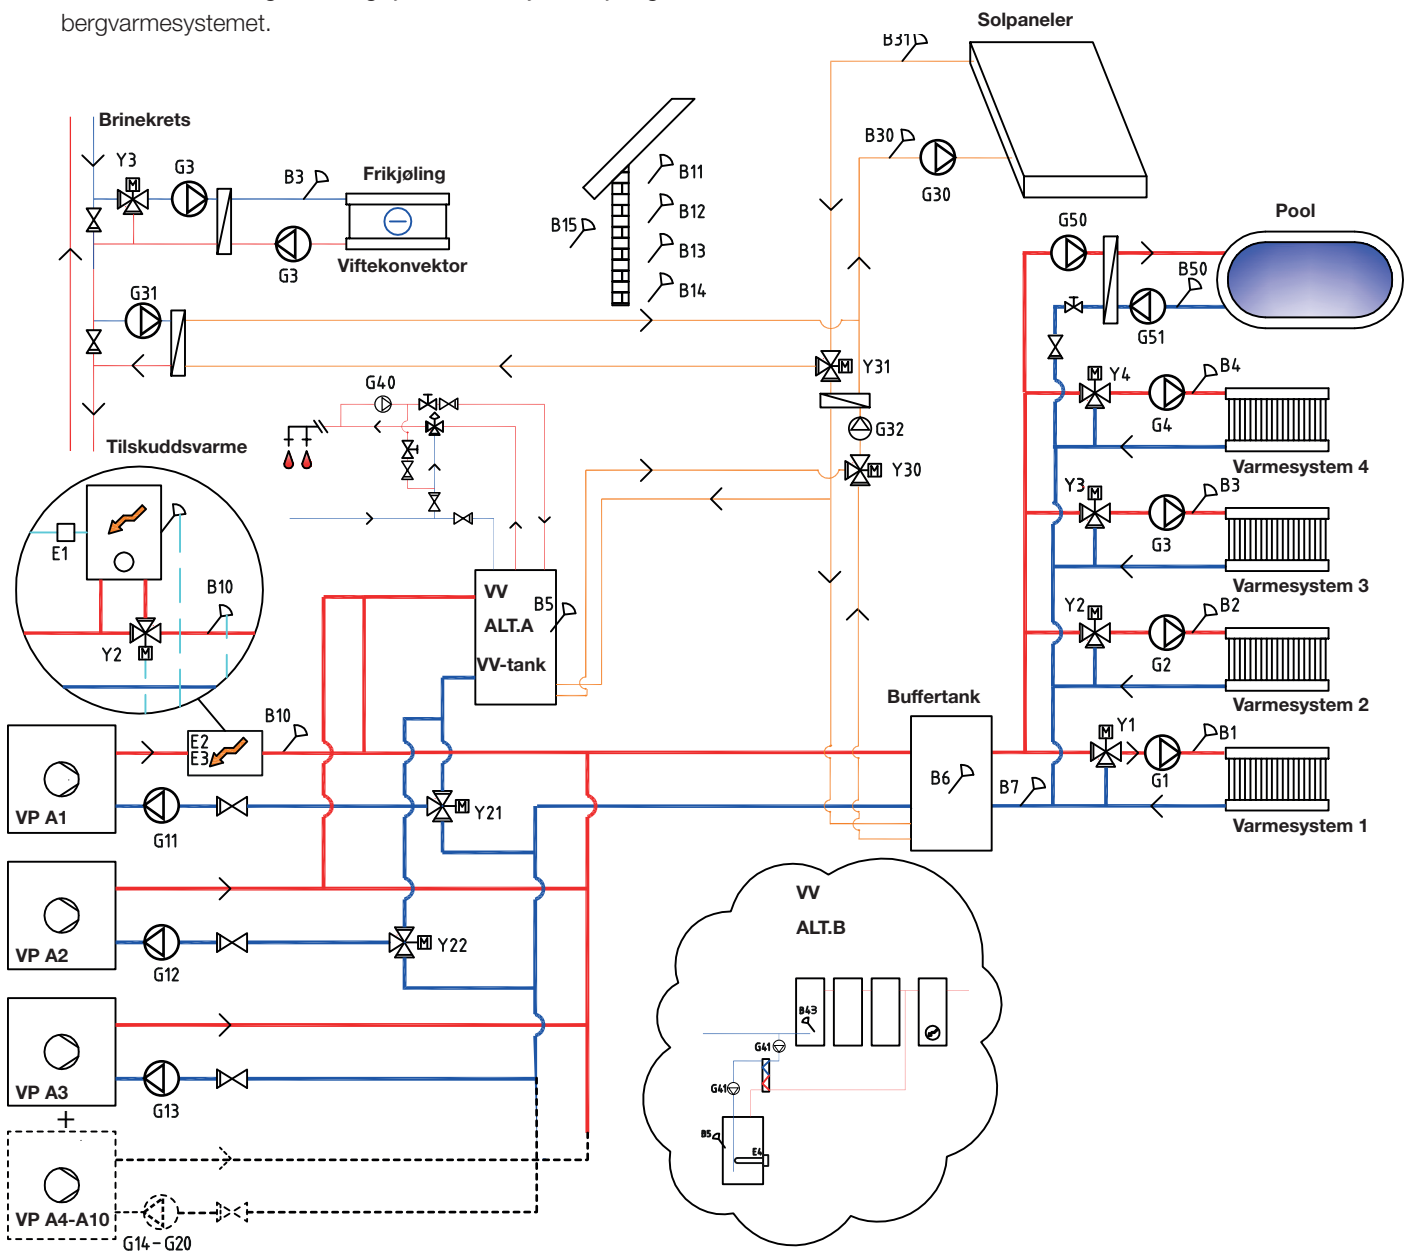 bergvarmesystemet.
Solpaneler
B31
Brinekrets
Y3
G3
B3
Frikjøling
G3
Viftekonvektor
B11
B12
B15
B13
B14
B30
G30
G50
Pool
B50
G51
G31
Y31
G40
G32
Y30
Y4
B4
G4
Varmesystem 4
Tilskuddsvarme
E1
B10
Y2
Y3
B3
G3
Varmesystem 3
VV
ALT.A
VV-tank
B5
Y2
B2
G2
Varmesystem 2
Buffertank
B6
B7
Y1
B1
G1
Varmesystem 1
E2
E3
B10
VP A1
G11
Y21
VP A2
G12
Y22
VP A3
G13
+
VP A4-A10
G14-G20
VV
ALT.B
B43
G41
G41
B5
E4